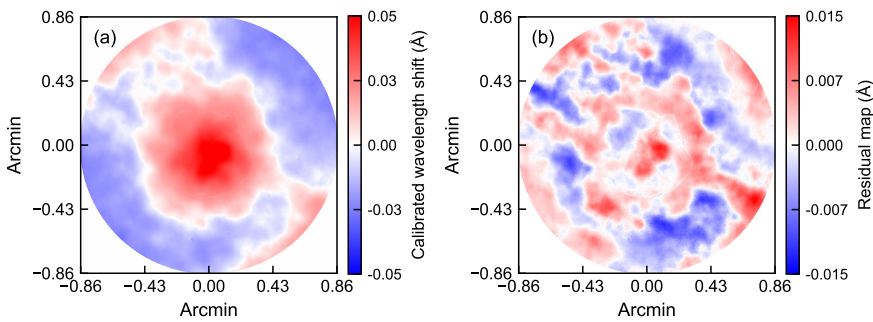 (a)
0.86
0.43
0.00
−0.43
−0.86
Arcmin
−0.86 −0.43 0.00 0.43 0.86
Arcmin
0.05
0.03
0.00
-0.03
-0.05
Calibrated wavelength shift (Å)
(b)
0.86
0.43
0.00
−0.43
−0.86
Arcmin
−0.86 −0.43 0.00 0.43 0.86
Arcmin
0.015
0.007
0.000
-0.007
-0.015
Residual map (Å)